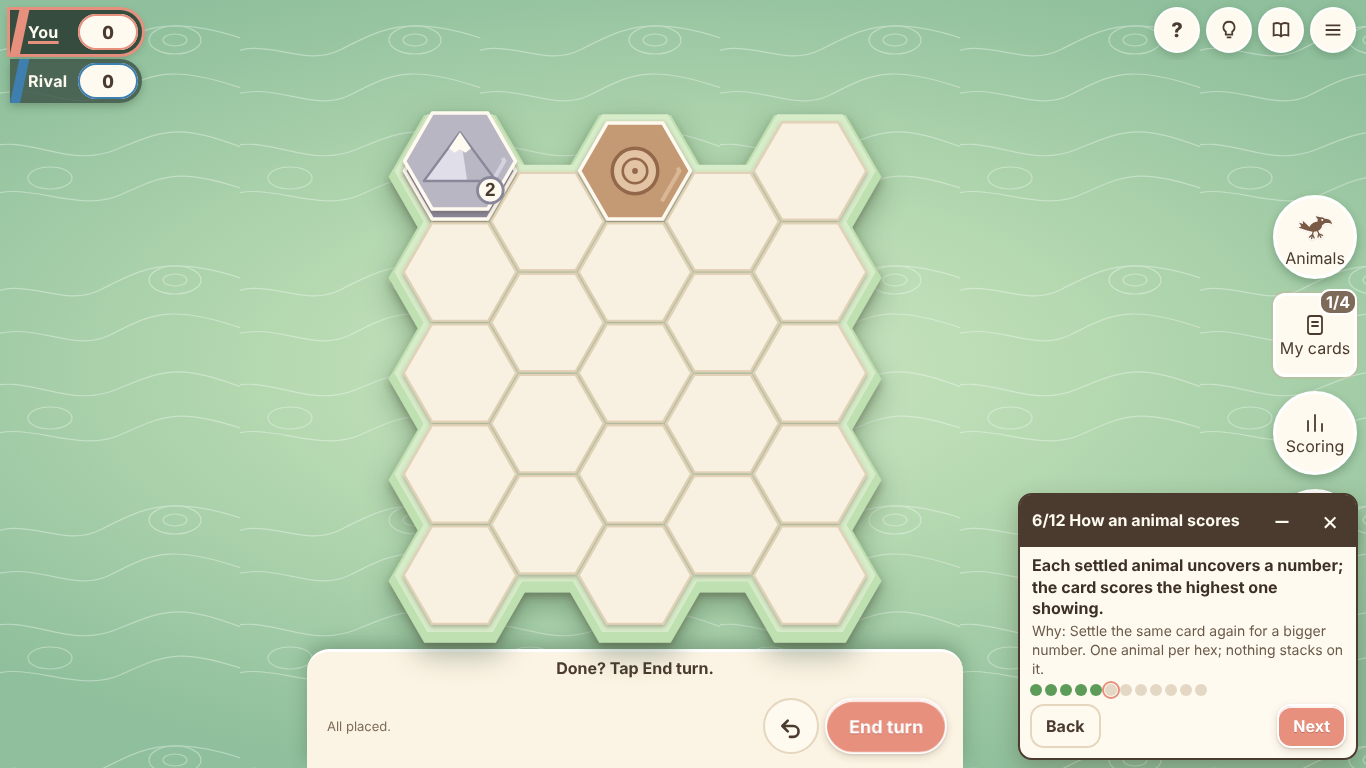 You 0
Rival 0
?
2
Animals
1/4
My cards
Scoring
6/12 How an animal scores
Each settled animal uncovers a number;
the card scores the highest one
showing.
Why: Settle the same card again for a bigger
number. One animal per hex; nothing stacks on
it.
Back
Next
Done? Tap End turn.
All placed.
End turn